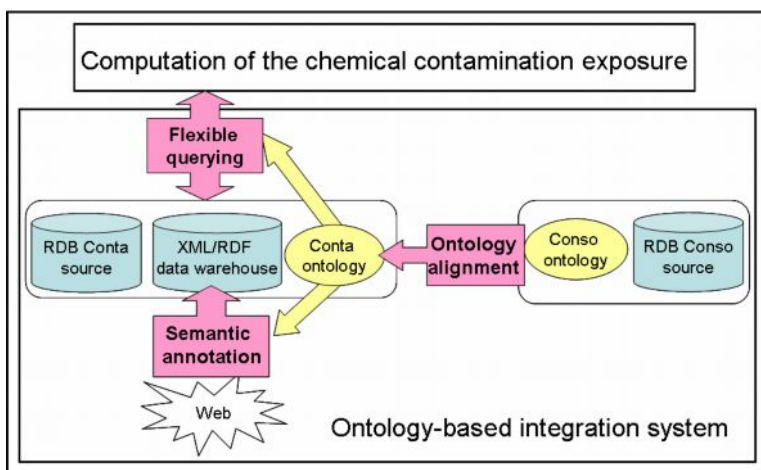 Computation of the chemical contamination exposure
Flexible
querying
RDB Conta
source
XML/RDF
data warehouse
Conta
ontology
Ontology
alignment
Conso
ontology
RDB Conso
source
Semantic
annotation
Web
Ontology-based integration system